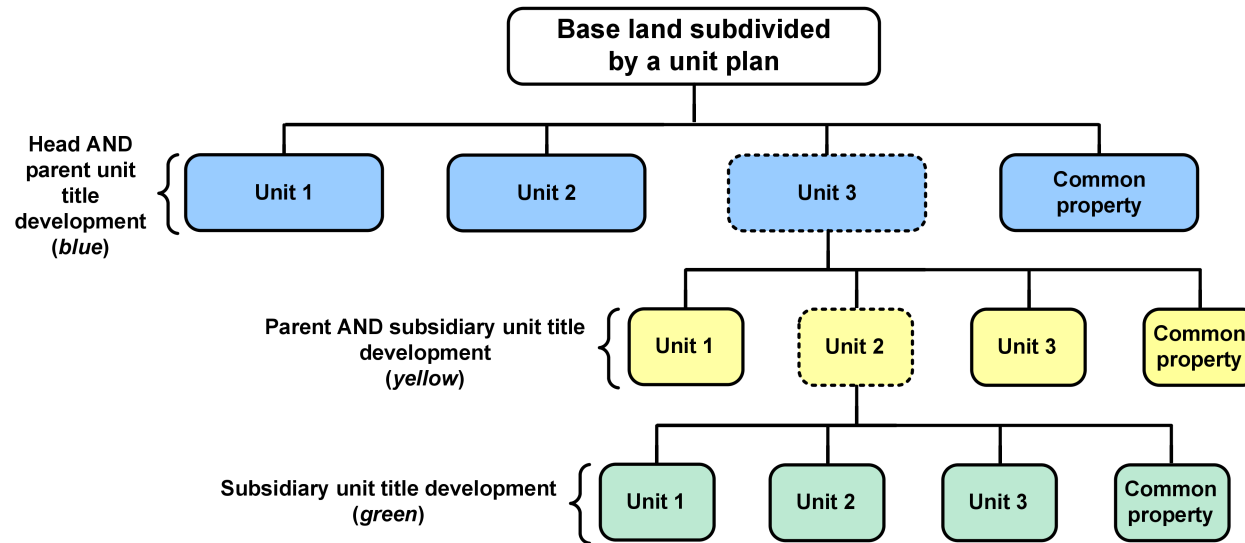 Base land subdivided
by a unit plan
Head AND
parent unit
title
development
(blue)
Unit 1
Unit 2
Unit 3
Common
property
Parent AND subsidiary unit title
development
(yellow)
Unit 1
Unit 2
Unit 3
Common
property
Subsidiary unit title development
(green)
Unit 1
Unit 2
Unit 3
Common
property